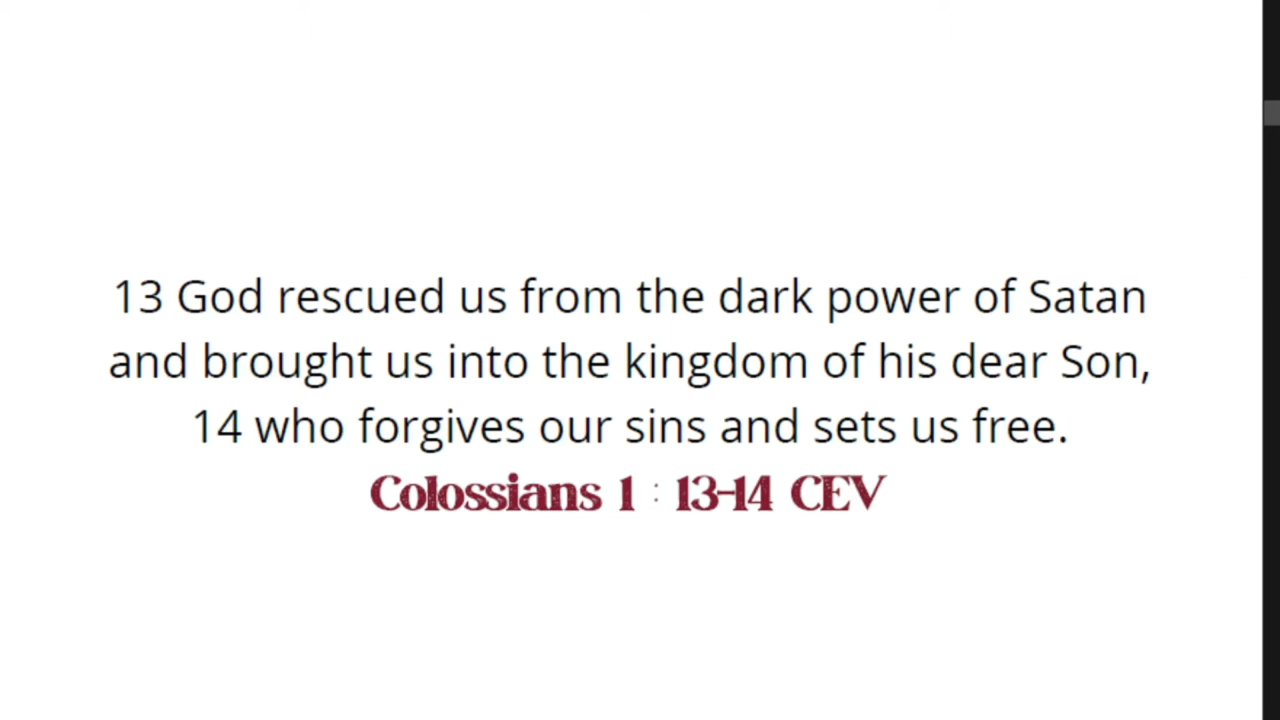 13 God rescued us from the dark power of Satan
and brought us into the kingdom of his dear Son,
14 who forgives our sins and sets us free.
Colossians 1 : 13-14 CEV